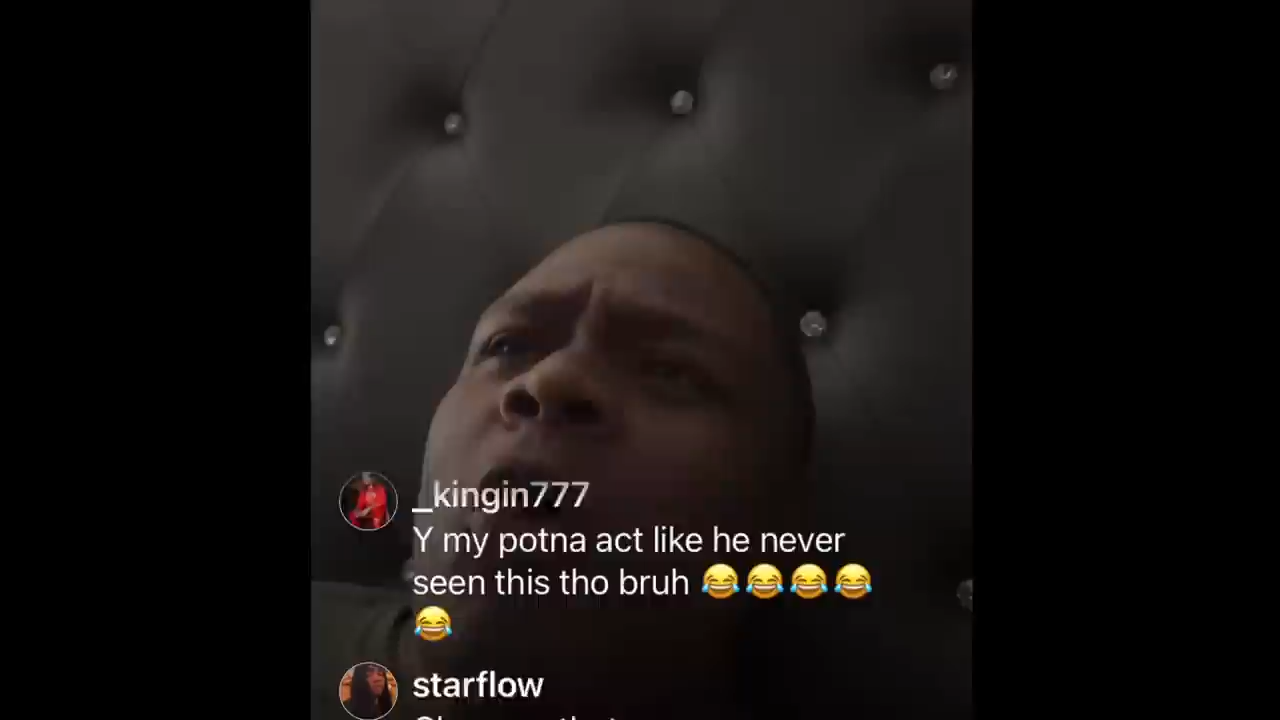 _kingin777
Y my potna act like he never
seen this tho bruh 😂😂😂😂
😂
starflow